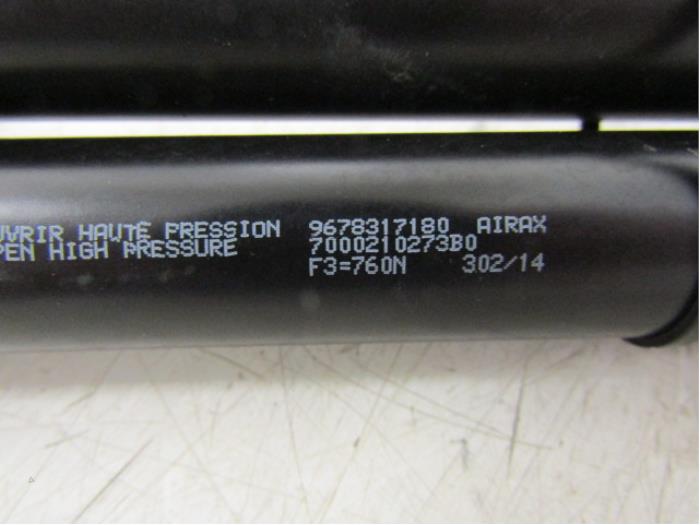 UVRIR HAUTE PRESSION 9678317180 AIRAX
PEN HIGH PRESSURE 7000210273B0
F3=760N 302/14